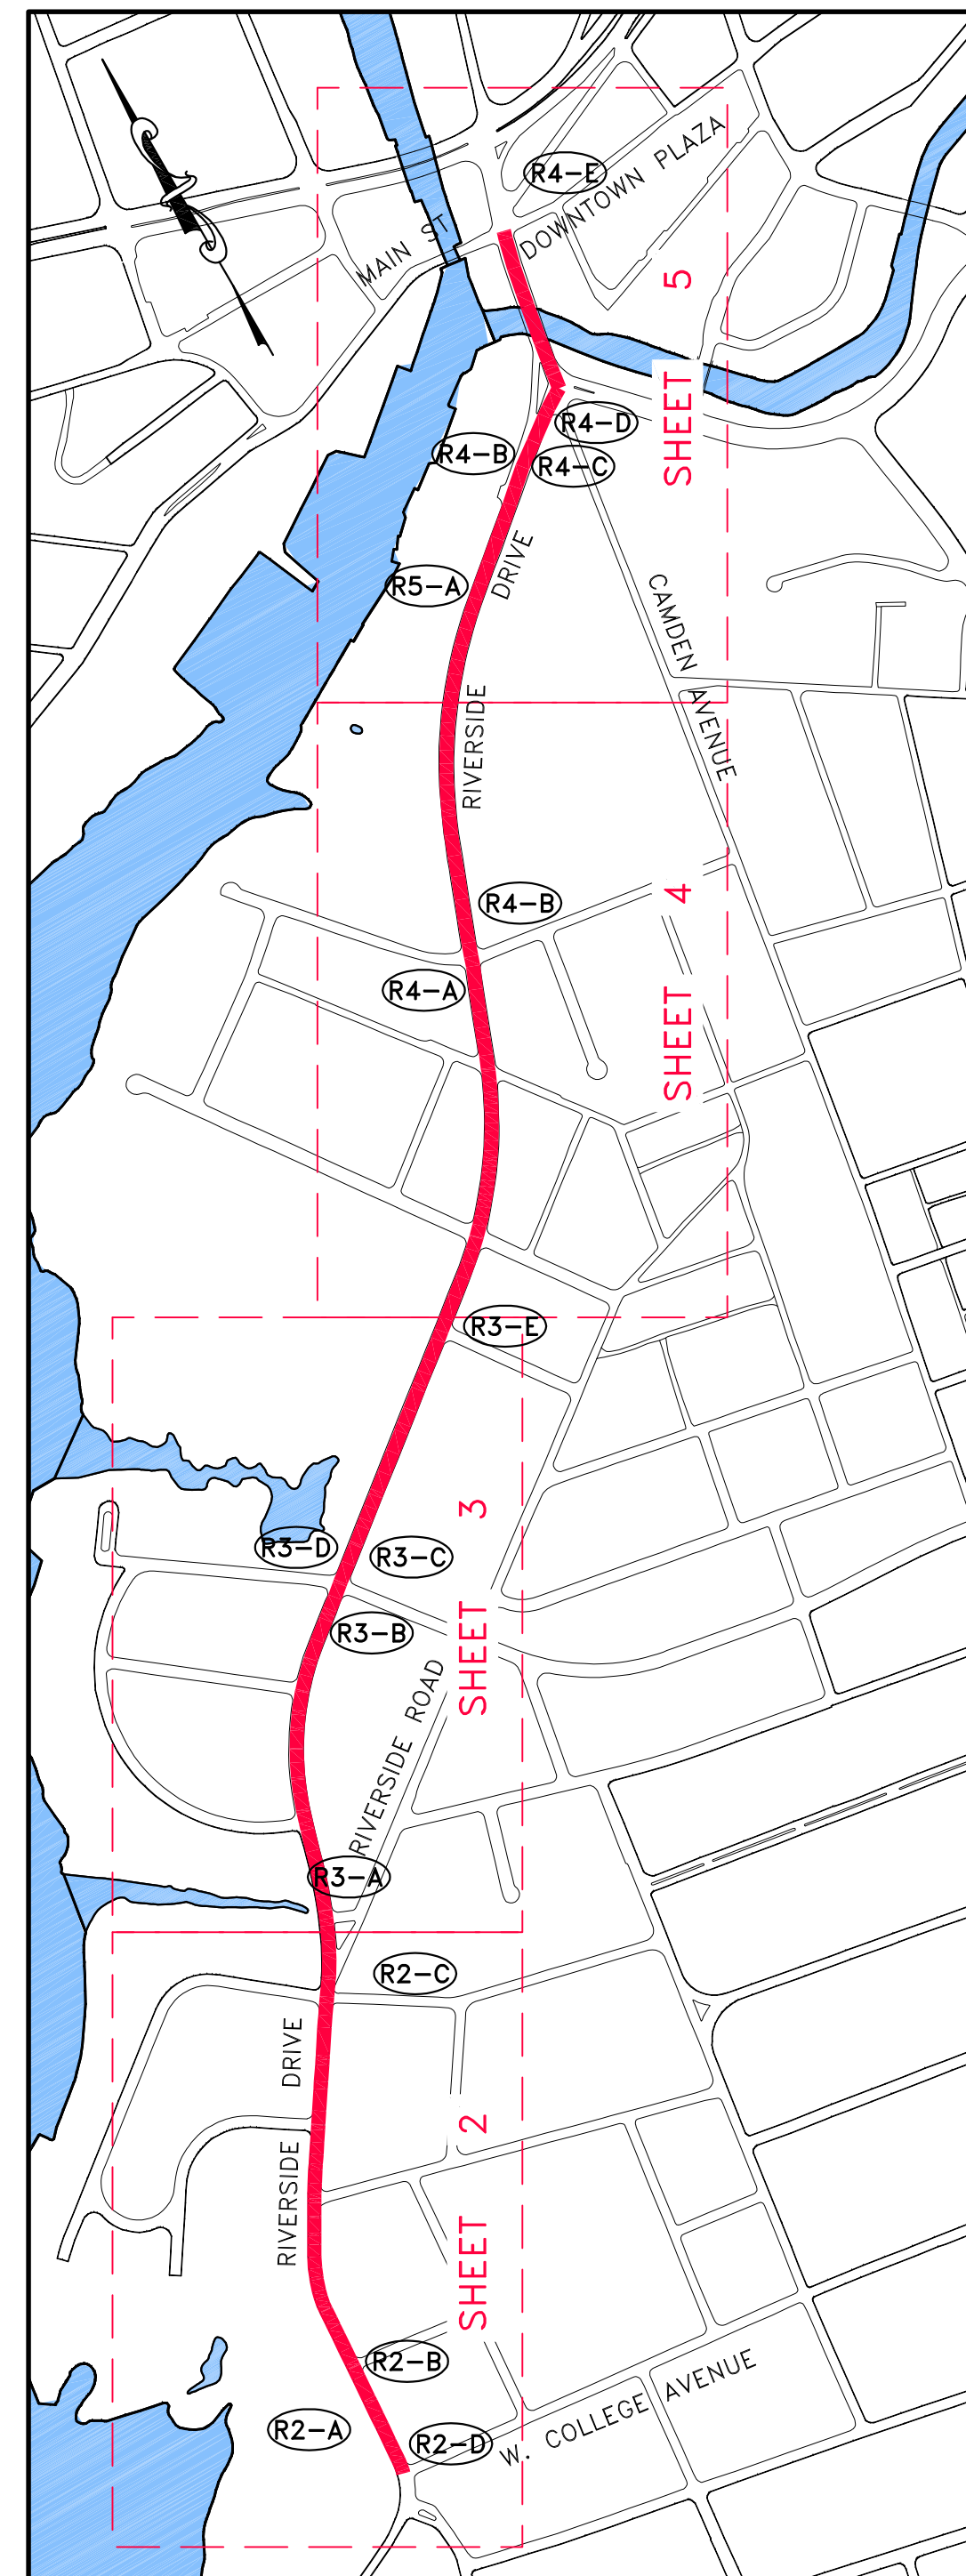 R4-E
DOWNTOWN PLAZA
MAIN ST
SHEET 5
R4-D
R4-B
R4-C
DRIVE
R5-A
CAMDEN AVENUE
RIVERSIDE
R4-B
SHEET 4
R4-A
R3-E
SHEET 3
R3-D
R3-C
R3-B
RIVERSIDE ROAD
R3-A
R2-C
RIVERSIDE DRIVE
SHEET 2
R2-B
W. COLLEGE AVENUE
R2-A
R2-D